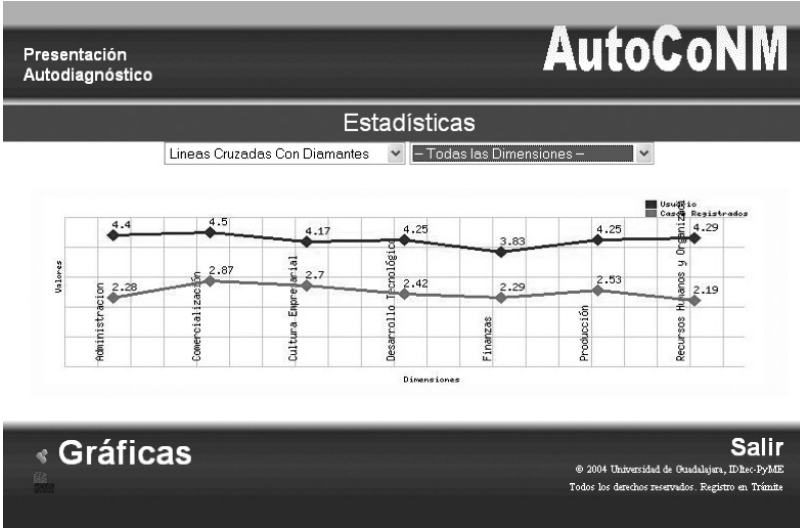 Presentación
Autodiagnóstico
AutoCoNM
Estadísticas
Lineas Cruzadas Con Diamantes
-- Todas las Dimensiones --
Usuario
Casos Registrados
4.4
4.5
4.17
4.25
3.83
4.25
4.29
2.28
2.87
2.7
2.42
2.29
2.53
2.19
Valores
Administracion
Comercialización
Cultura Empresarial
Desarrollo Tecnológico
Finanzas
Producción
Recursos Humanos y Organizaci
Dimensiones
Gráficas
Salir
© 2004 Universidad de Guadalajara, IDItec-PyME
Todos los derechos reservados. Registro en Trámite